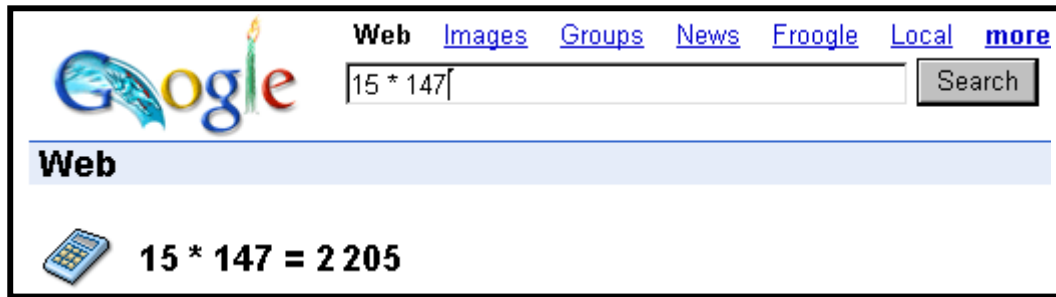 Google
Web Images Groups News Froogle Local more
15 * 147 Search
Web
15 * 147 = 2 205